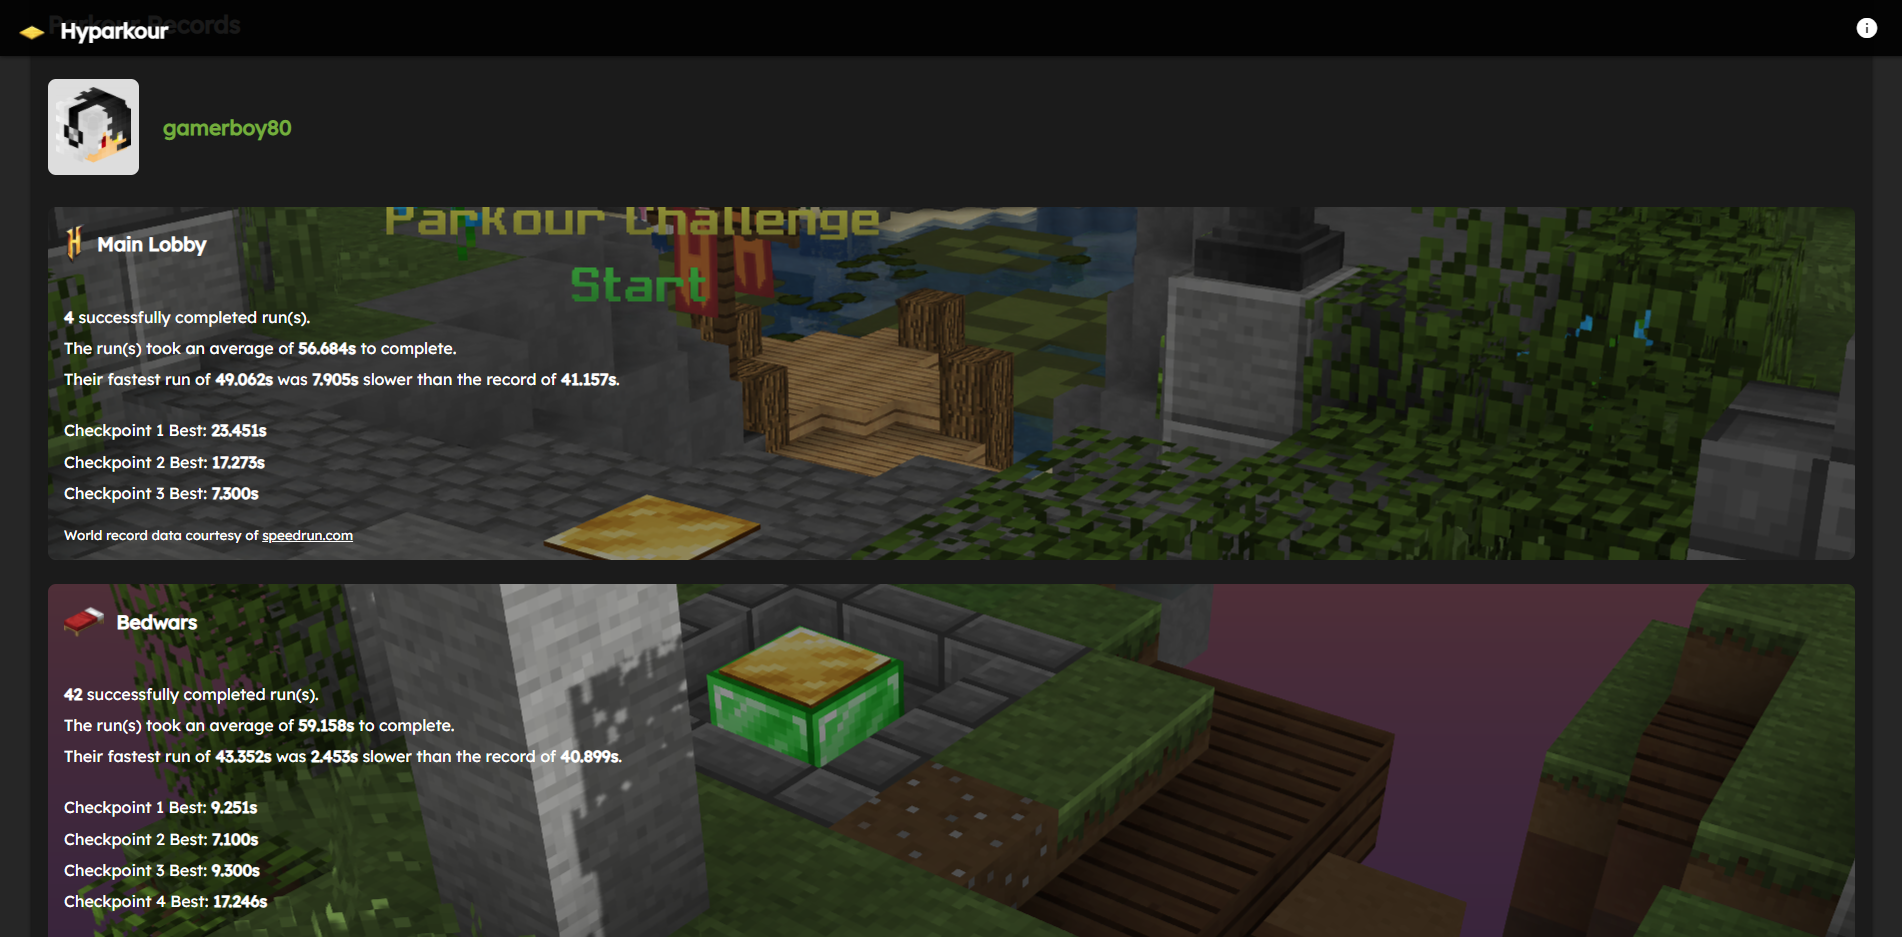 Parkour Records
Hyparkour
gamerboy80
Parkour Challenge
Start
Main Lobby
4 successfully completed run(s).
The run(s) took an average of 56.684s to complete.
Their fastest run of 49.062s was 7.905s slower than the record of 41.157s.
Checkpoint 1 Best: 23.451s
Checkpoint 2 Best: 17.273s
Checkpoint 3 Best: 7.300s
World record data courtesy of speedrun.com
Bedwars
42 successfully completed run(s).
The run(s) took an average of 59.158s to complete.
Their fastest run of 43.352s was 2.453s slower than the record of 40.899s.
Checkpoint 1 Best: 9.251s
Checkpoint 2 Best: 7.100s
Checkpoint 3 Best: 9.300s
Checkpoint 4 Best: 17.246s